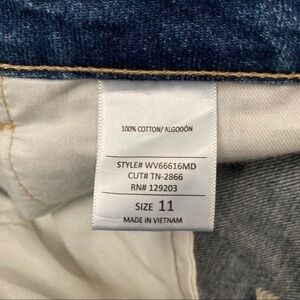 100% COTTON/ ALGODÓN
STYLE# WV66616MD
CUT# TN-2866
RN# 129203
SIZE 11
MADE IN VIETNAM